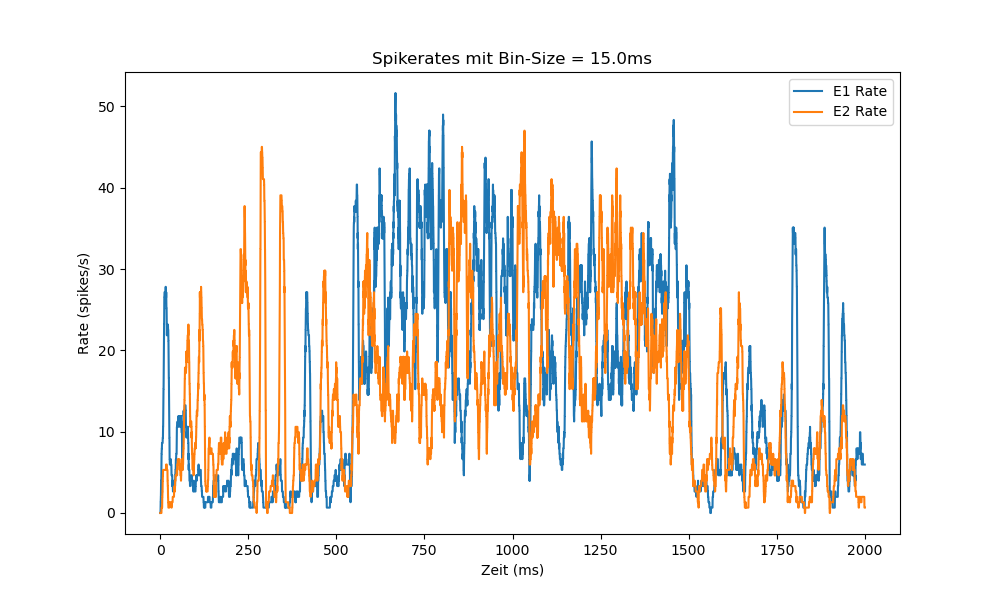 Spikerates mit Bin-Size = 15.0ms
E1 Rate
E2 Rate
Rate (spikes/s)
50
40
30
20
10
0
0 250 500 750 1000 1250 1500 1750 2000
Zeit (ms)